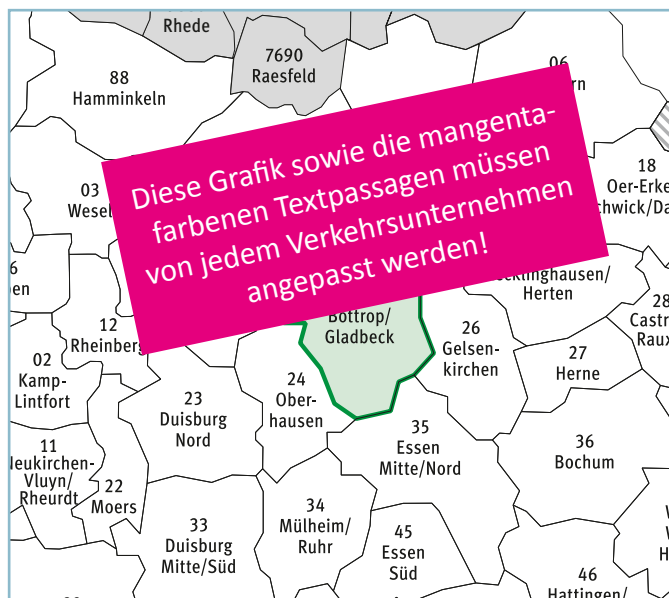 Rhede
7690
Raesfeld
88
Hamminkeln
06
Diese Grafik sowie die mangenta-
farbenen Textpassagen müssen
von jedem Verkehrsunternehmen
angepasst werden!
03
18
Oer-Erke
12
Rheinberg
Herten
Bottrop/
Gladbeck
26
Gelsen-
kirchen
28
Castr
Raux
02
Kamp-
Lintfort
27
Herne
23
Duisburg
Nord
24
Ober-
hausen
35
Essen
Mitte/Nord
36
Bochum
11
Neukirchen-
Vluyn/
Rheurdt
22
Moers
34
Mülheim/
Ruhr
33
Duisburg
Mitte/Süd
45
Essen
Süd
46
Hattingen/